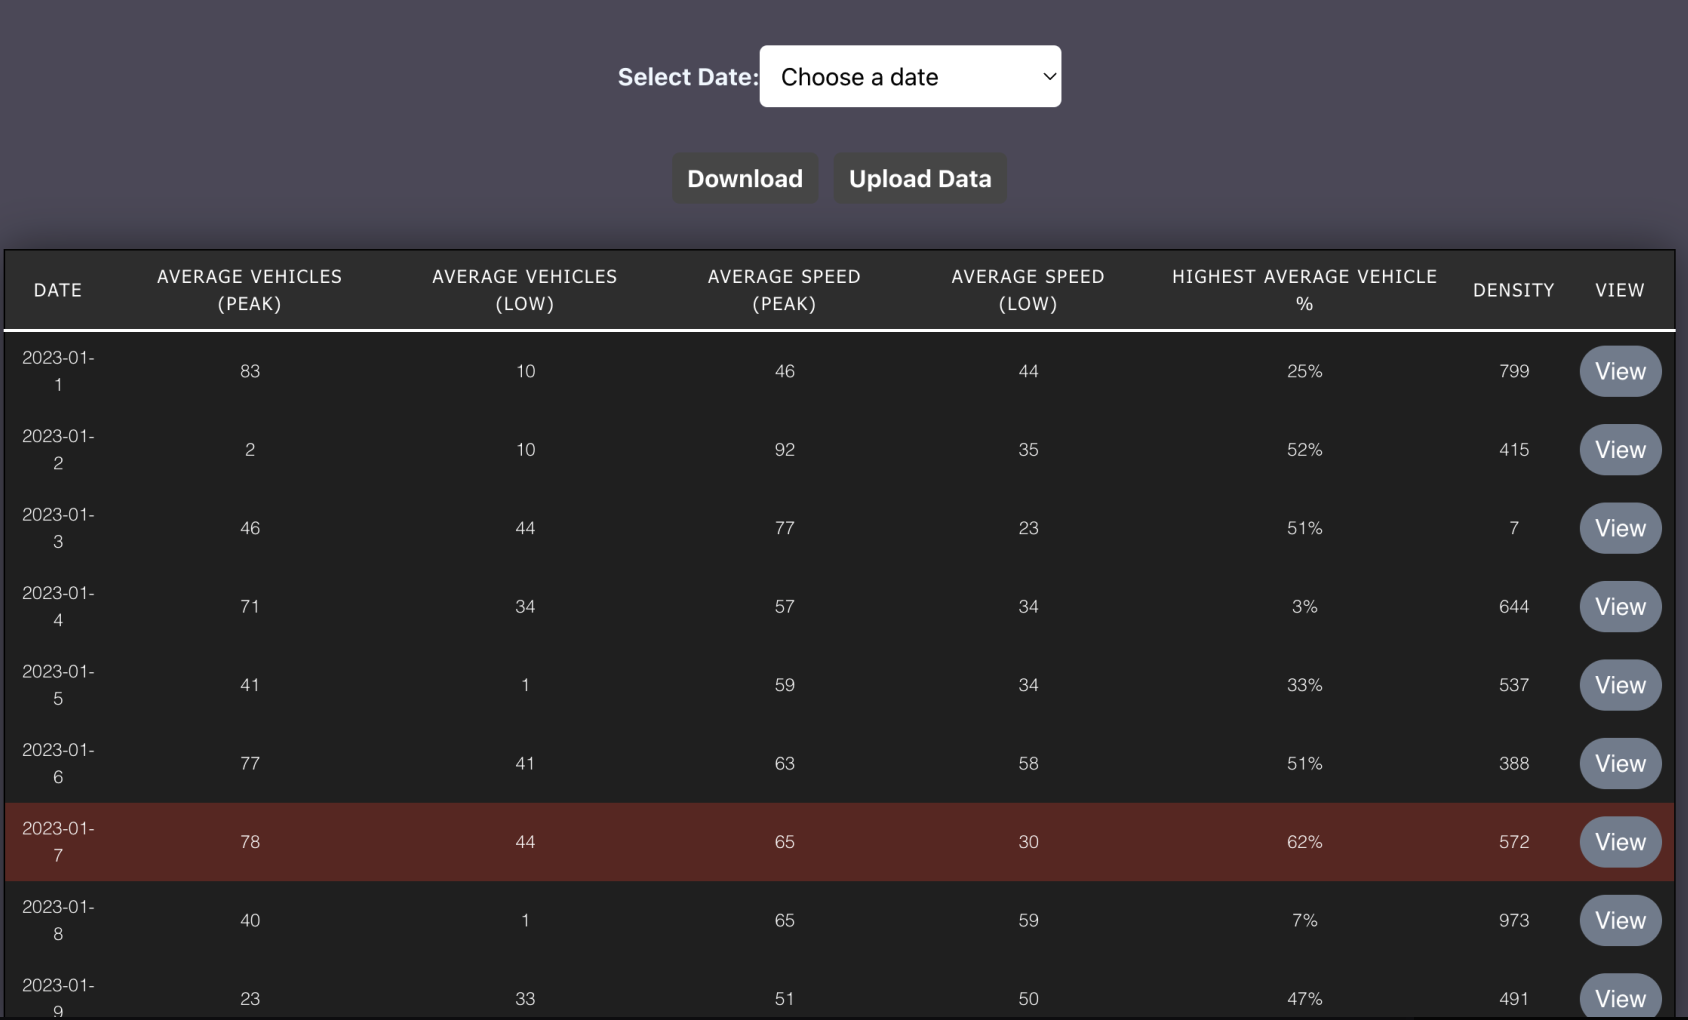 Select Date: Choose a date
Download Upload Data
DATE AVERAGE VEHICLES (PEAK) AVERAGE VEHICLES (LOW) AVERAGE SPEED (PEAK) AVERAGE SPEED (LOW) HIGHEST AVERAGE VEHICLE % DENSITY VIEW
2023-01-1 83 10 46 44 25% 799 View
2023-01-2 2 10 92 35 52% 415 View
2023-01-3 46 44 77 23 51% 7 View
2023-01-4 71 34 57 34 3% 644 View
2023-01-5 41 1 59 34 33% 537 View
2023-01-6 77 41 63 58 51% 388 View
2023-01-7 78 44 65 30 62% 572 View
2023-01-8 40 1 65 59 7% 973 View
2023-01-9 23 33 51 50 47% 491 View